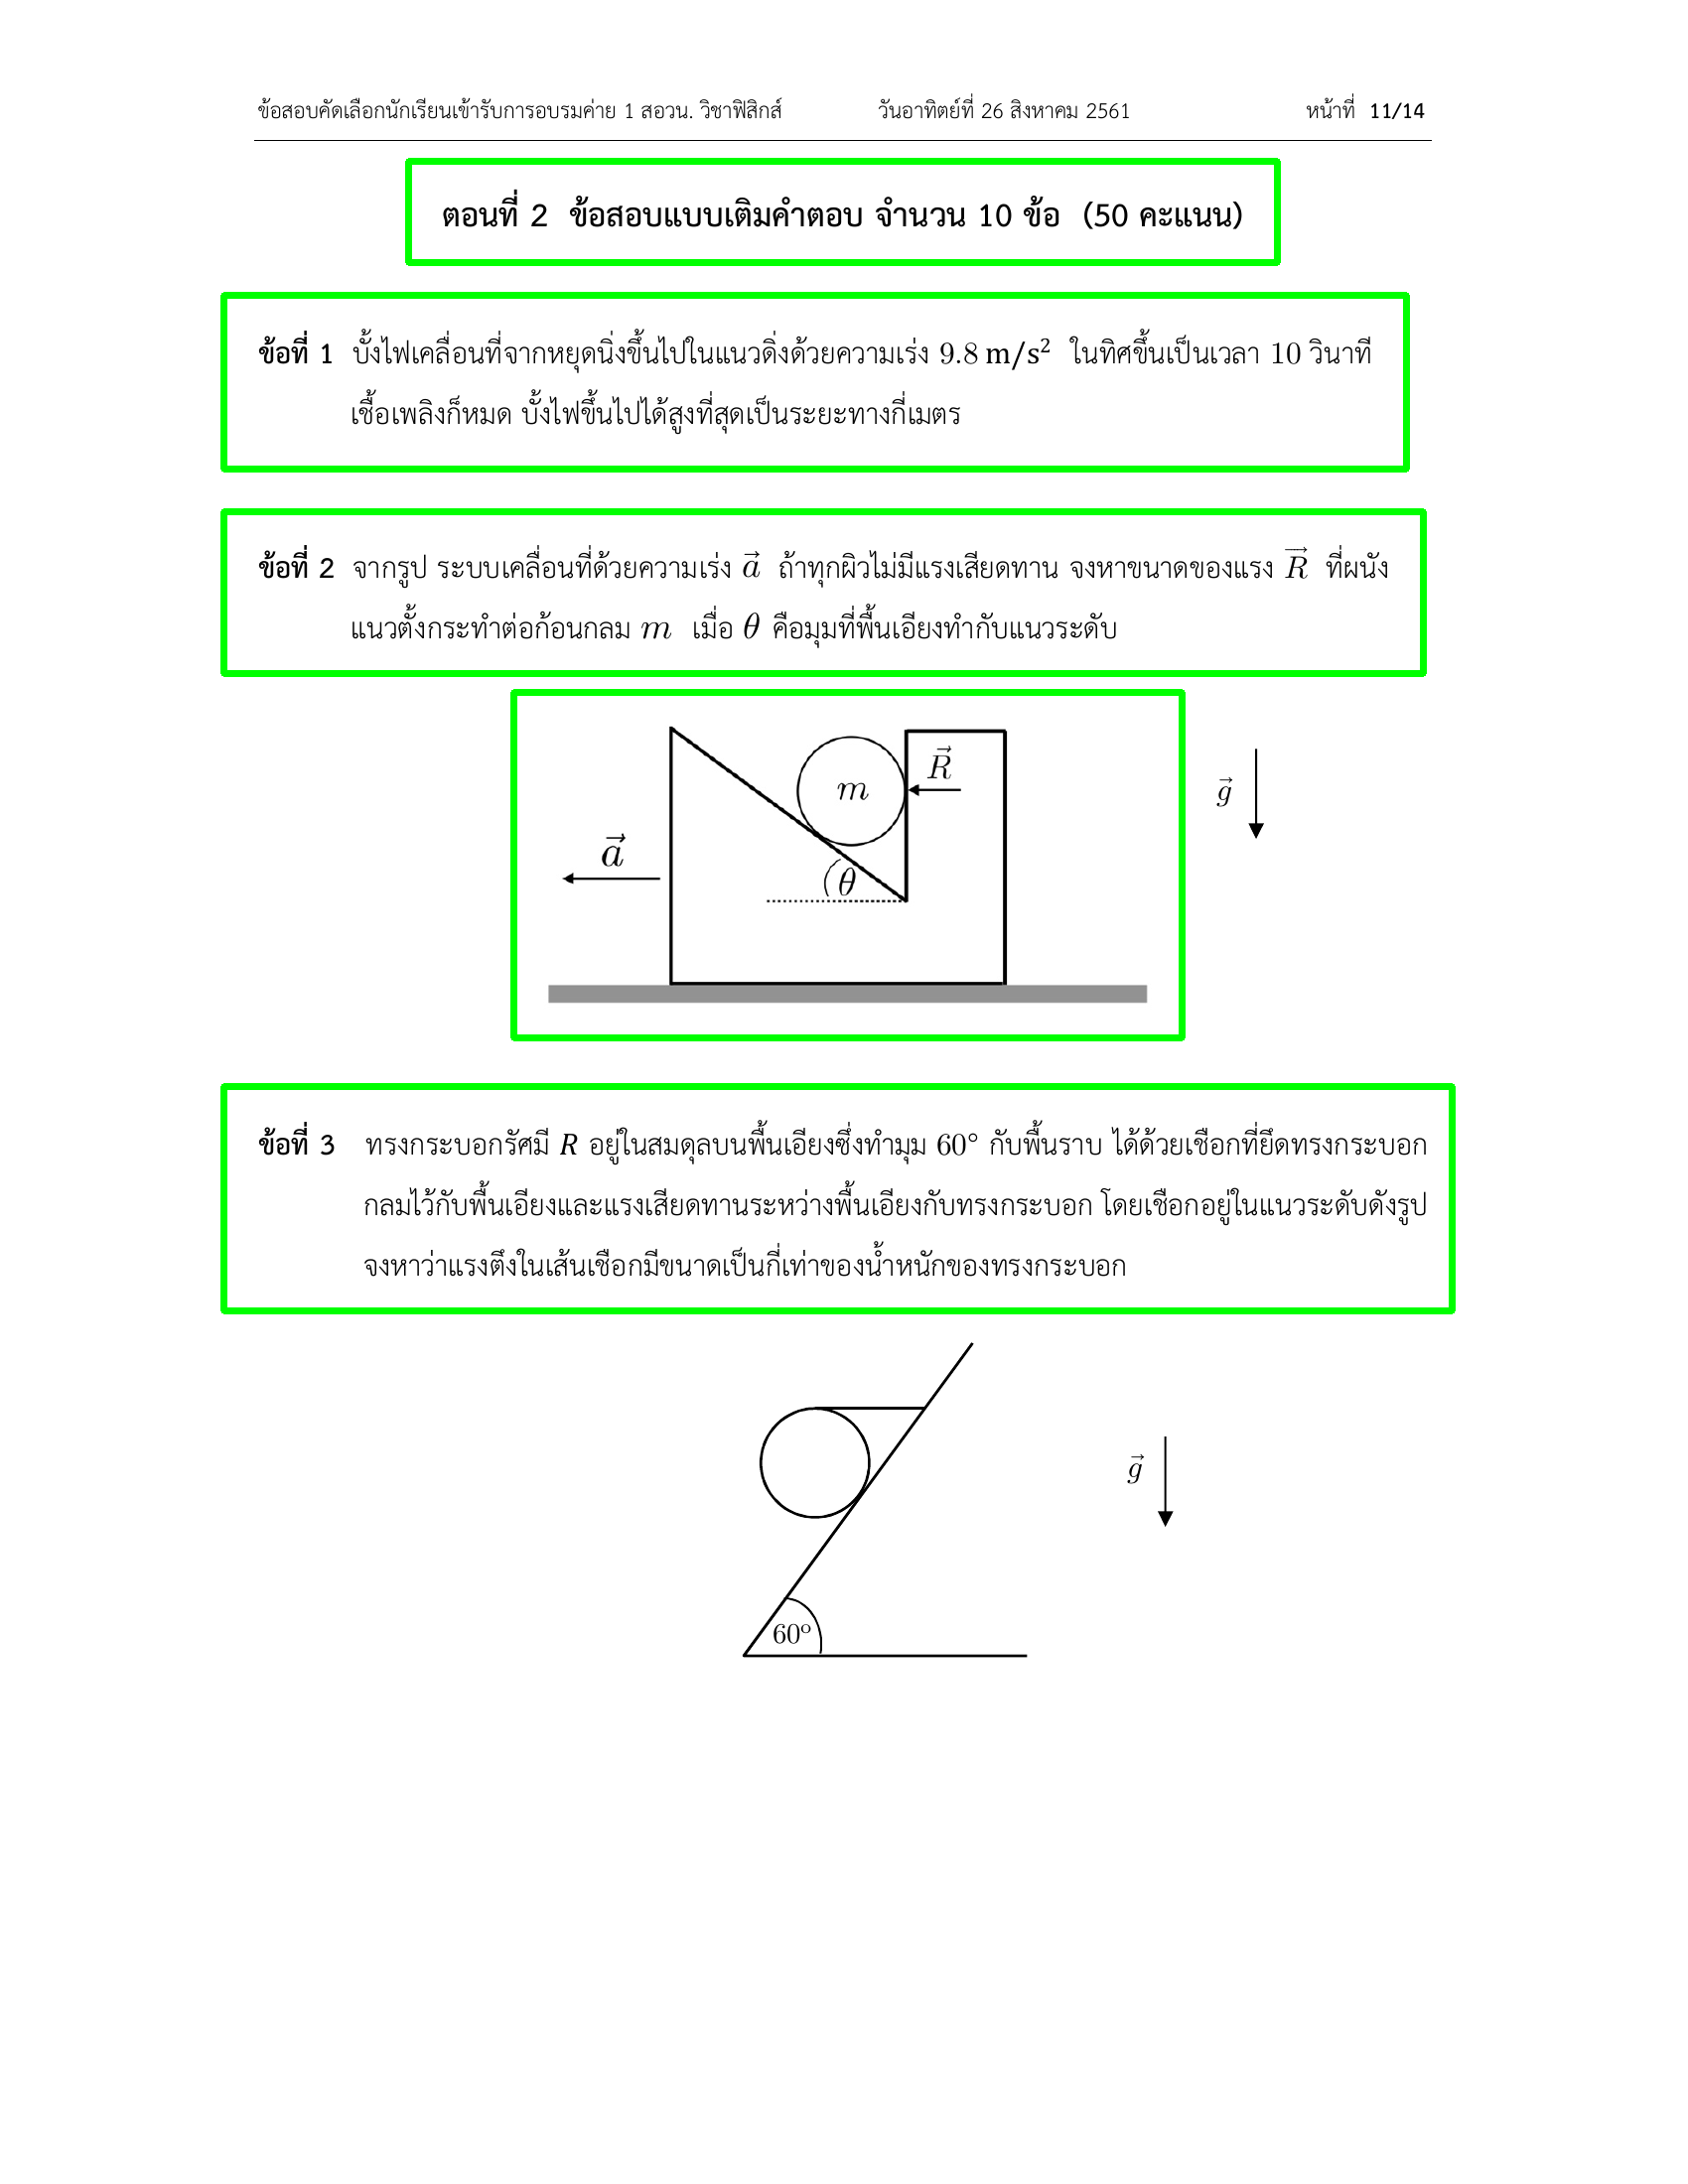 ข้อสอบคัดเลือกนักเรียนเข้ารับการอบรมค่าย 1 สอวน. วิชาฟิสิกส์ วันอาทิตย์ที่ 26 สิงหาคม 2561 หน้าที่ 11/14
ตอนที่ 2 ข้อสอบแบบเติมคำตอบ จำนวน 10 ข้อ (50 คะแนน)
ข้อที่ 1 บั้งไฟเคลื่อนที่จากหยุดนิ่งขึ้นไปในแนวดิ่งด้วยความเร่ง 9.8 m/s² ในทิศขึ้นเป็นเวลา 10 วินาที
เชื้อเพลิงก็หมด บั้งไฟขึ้นไปได้สูงที่สุดเป็นระยะทางกี่เมตร
ข้อที่ 2 จากรูป ระบบเคลื่อนที่ด้วยความเร่ง a⃗ ถ้าทุกผิวไม่มีแรงเสียดทาน จงหาขนาดของแรง R⃗ ที่ผนัง
แนวตั้งกระทำต่อก้อนกลม m เมื่อ θ คือมุมที่พื้นเอียงทำกับแนวระดับ
R⃗
m
g⃗
a⃗
θ
ข้อที่ 3 ทรงกระบอกรัศมี R อยู่ในสมดุลบนพื้นเอียงซึ่งทำมุม 60° กับพื้นราบ ได้ด้วยเชือกที่ยึดทรงกระบอก
กลมไว้กับพื้นเอียงและแรงเสียดทานระหว่างพื้นเอียงกับทรงกระบอก โดยเชือกอยู่ในแนวระดับดังรูป
จงหาว่าแรงตึงในเส้นเชือกมีขนาดเป็นกี่เท่าของน้ำหนักของทรงกระบอก
g⃗
60°